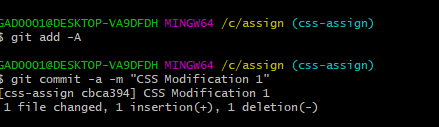 GAD0001@DESKTOP-VA9DFDH MINGW64 /c/assign (css-assign)
$ git add -A
GAD0001@DESKTOP-VA9DFDH MINGW64 /c/assign (css-assign)
$ git commit -a -m "CSS Modification 1"
[css-assign cbca394] CSS Modification 1
1 file changed, 1 insertion(+), 1 deletion(-)